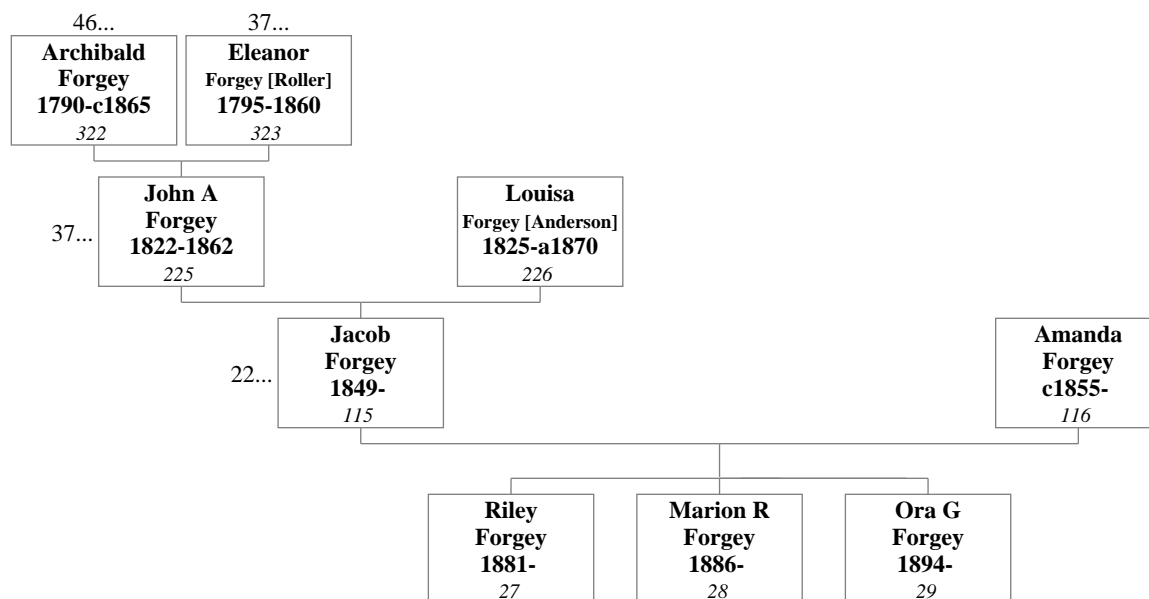 46...
37...
Archibald
Forgey
1790-c1865
322
Eleanor
Forgey [Roller]
1795-1860
323
37...
John A
Forgey
1822-1862
225
Louisa
Forgey [Anderson]
1825-a1870
226
22...
Jacob
Forgey
1849-
115
Amanda
Forgey
c1855-
116
Riley
Forgey
1881-
27
Marion R
Forgey
1886-
28
Ora G
Forgey
1894-
29